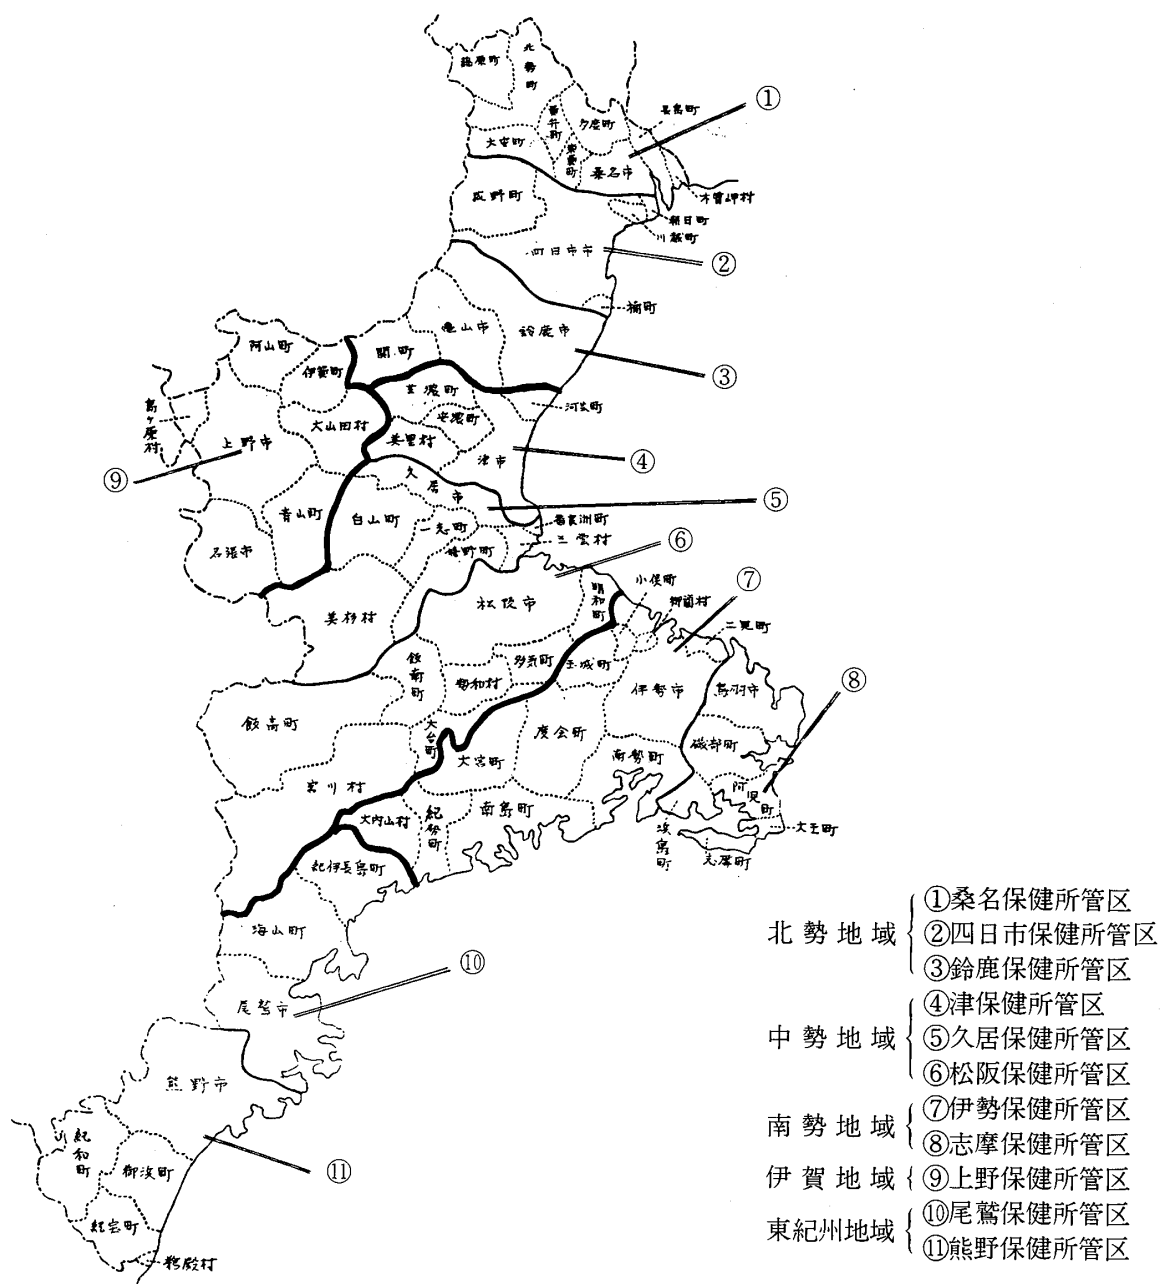 藤原町
北勢町
員弁町
多度町
長島町
①
大安町
東員町
桑名市
木曽岬村
菰野町
朝日町
川越町
四日市市
②
楠町
亀山市
鈴鹿市
③
関町
阿山町
伊賀町
島ヶ原村
上野市
大山田村
⑨
芸濃町
安濃町
河芸町
美里村
津市
④
久居市
⑤
青山町
白山町
一志町
香良洲町
三雲村
嬉野町
⑥
名張市
美杉村
松阪市
明和町
小俣町
御薗村
⑦
二見町
飯南町
多気町
玉城町
勢和村
伊勢市
鳥羽市
⑧
飯高町
大台町
度会町
磯部町
大宮町
南勢町
宮川村
阿児町
大内山村
紀勢町
南島町
浜島町
大王町
志摩町
紀伊長島町
海山町
⑩
尾鷲市
熊野市
紀和町
御浜町
⑪
紀宝町
鵜殿村
北勢地域
①桑名保健所管区
②四日市保健所管区
③鈴鹿保健所管区
中勢地域
④津保健所管区
⑤久居保健所管区
⑥松阪保健所管区
南勢地域
⑦伊勢保健所管区
⑧志摩保健所管区
伊賀地域
⑨上野保健所管区
東紀州地域
⑩尾鷲保健所管区
⑪熊野保健所管区